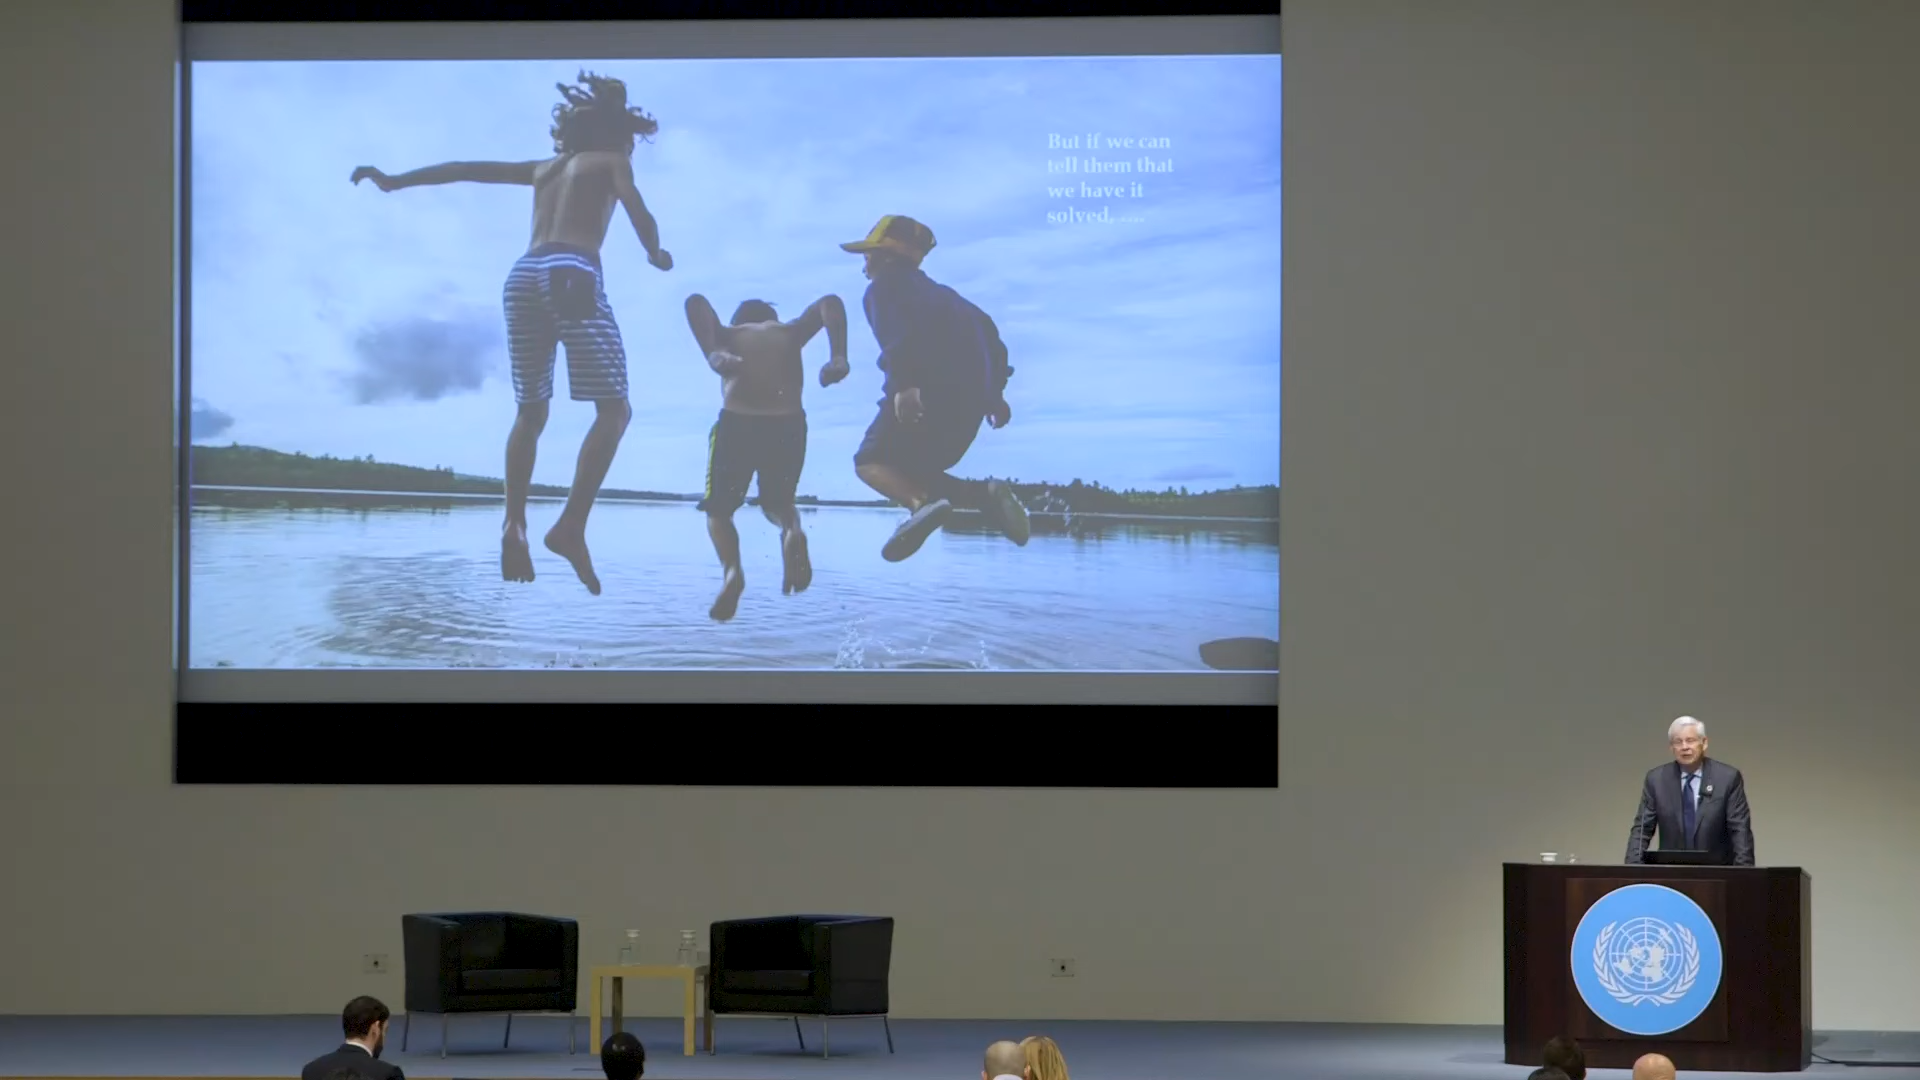 But if we can
tell them that
we have it
solved, ....